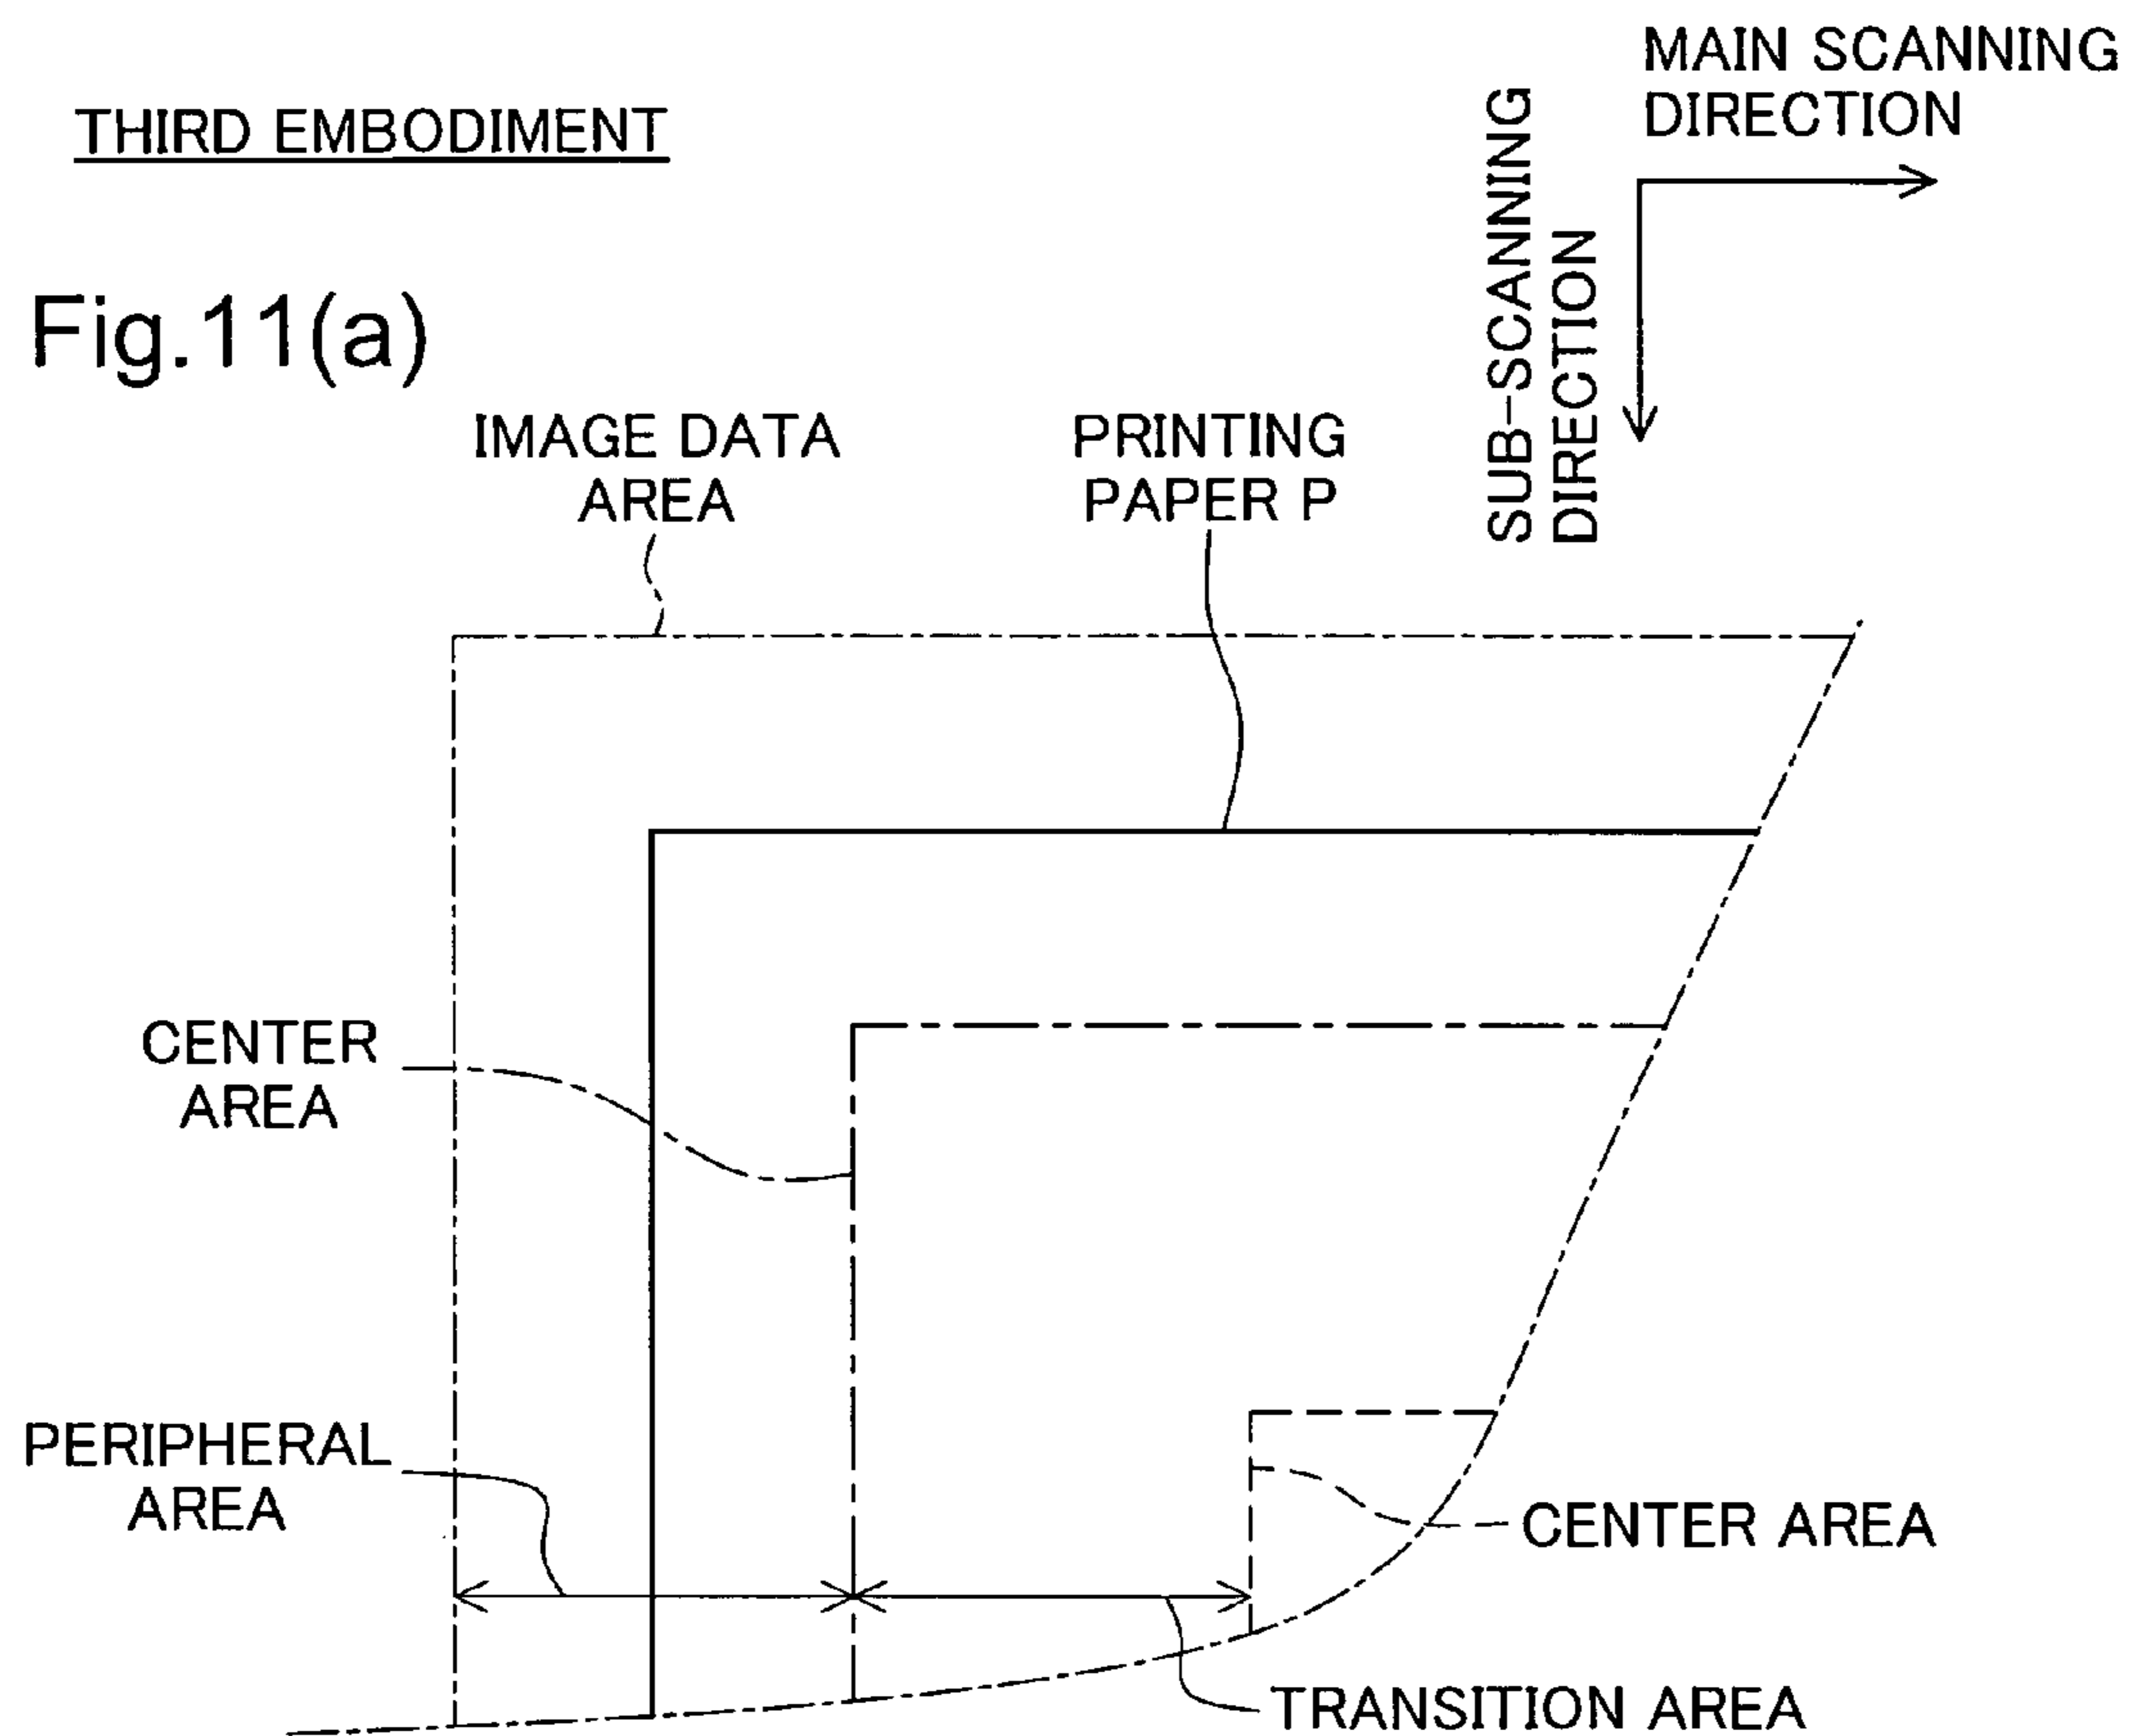 THIRD EMBODIMENT
Fig.11(a)
MAIN SCANNING
DIRECTION
SUB-SCANNING
DIRECTION
IMAGE DATA
AREA
PRINTING
PAPER P
CENTER
AREA
PERIPHERAL
AREA
CENTER AREA
TRANSITION AREA